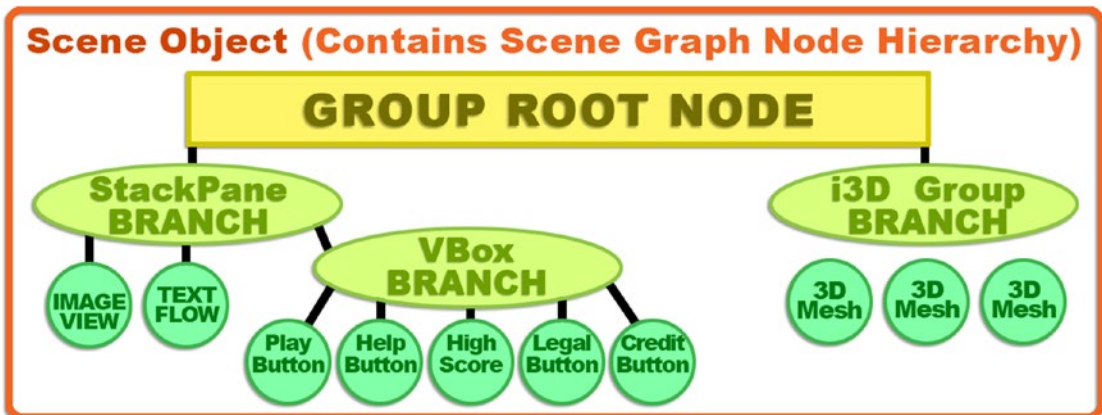 Scene Object (Contains Scene Graph Node Hierarchy)
GROUP ROOT NODE
StackPane
BRANCH
i3D Group
BRANCH
VBox
BRANCH
IMAGE
VIEW
TEXT
FLOW
3D
Mesh
3D
Mesh
3D
Mesh
Play
Button
Help
Button
High
Score
Legal
Button
Credit
Button